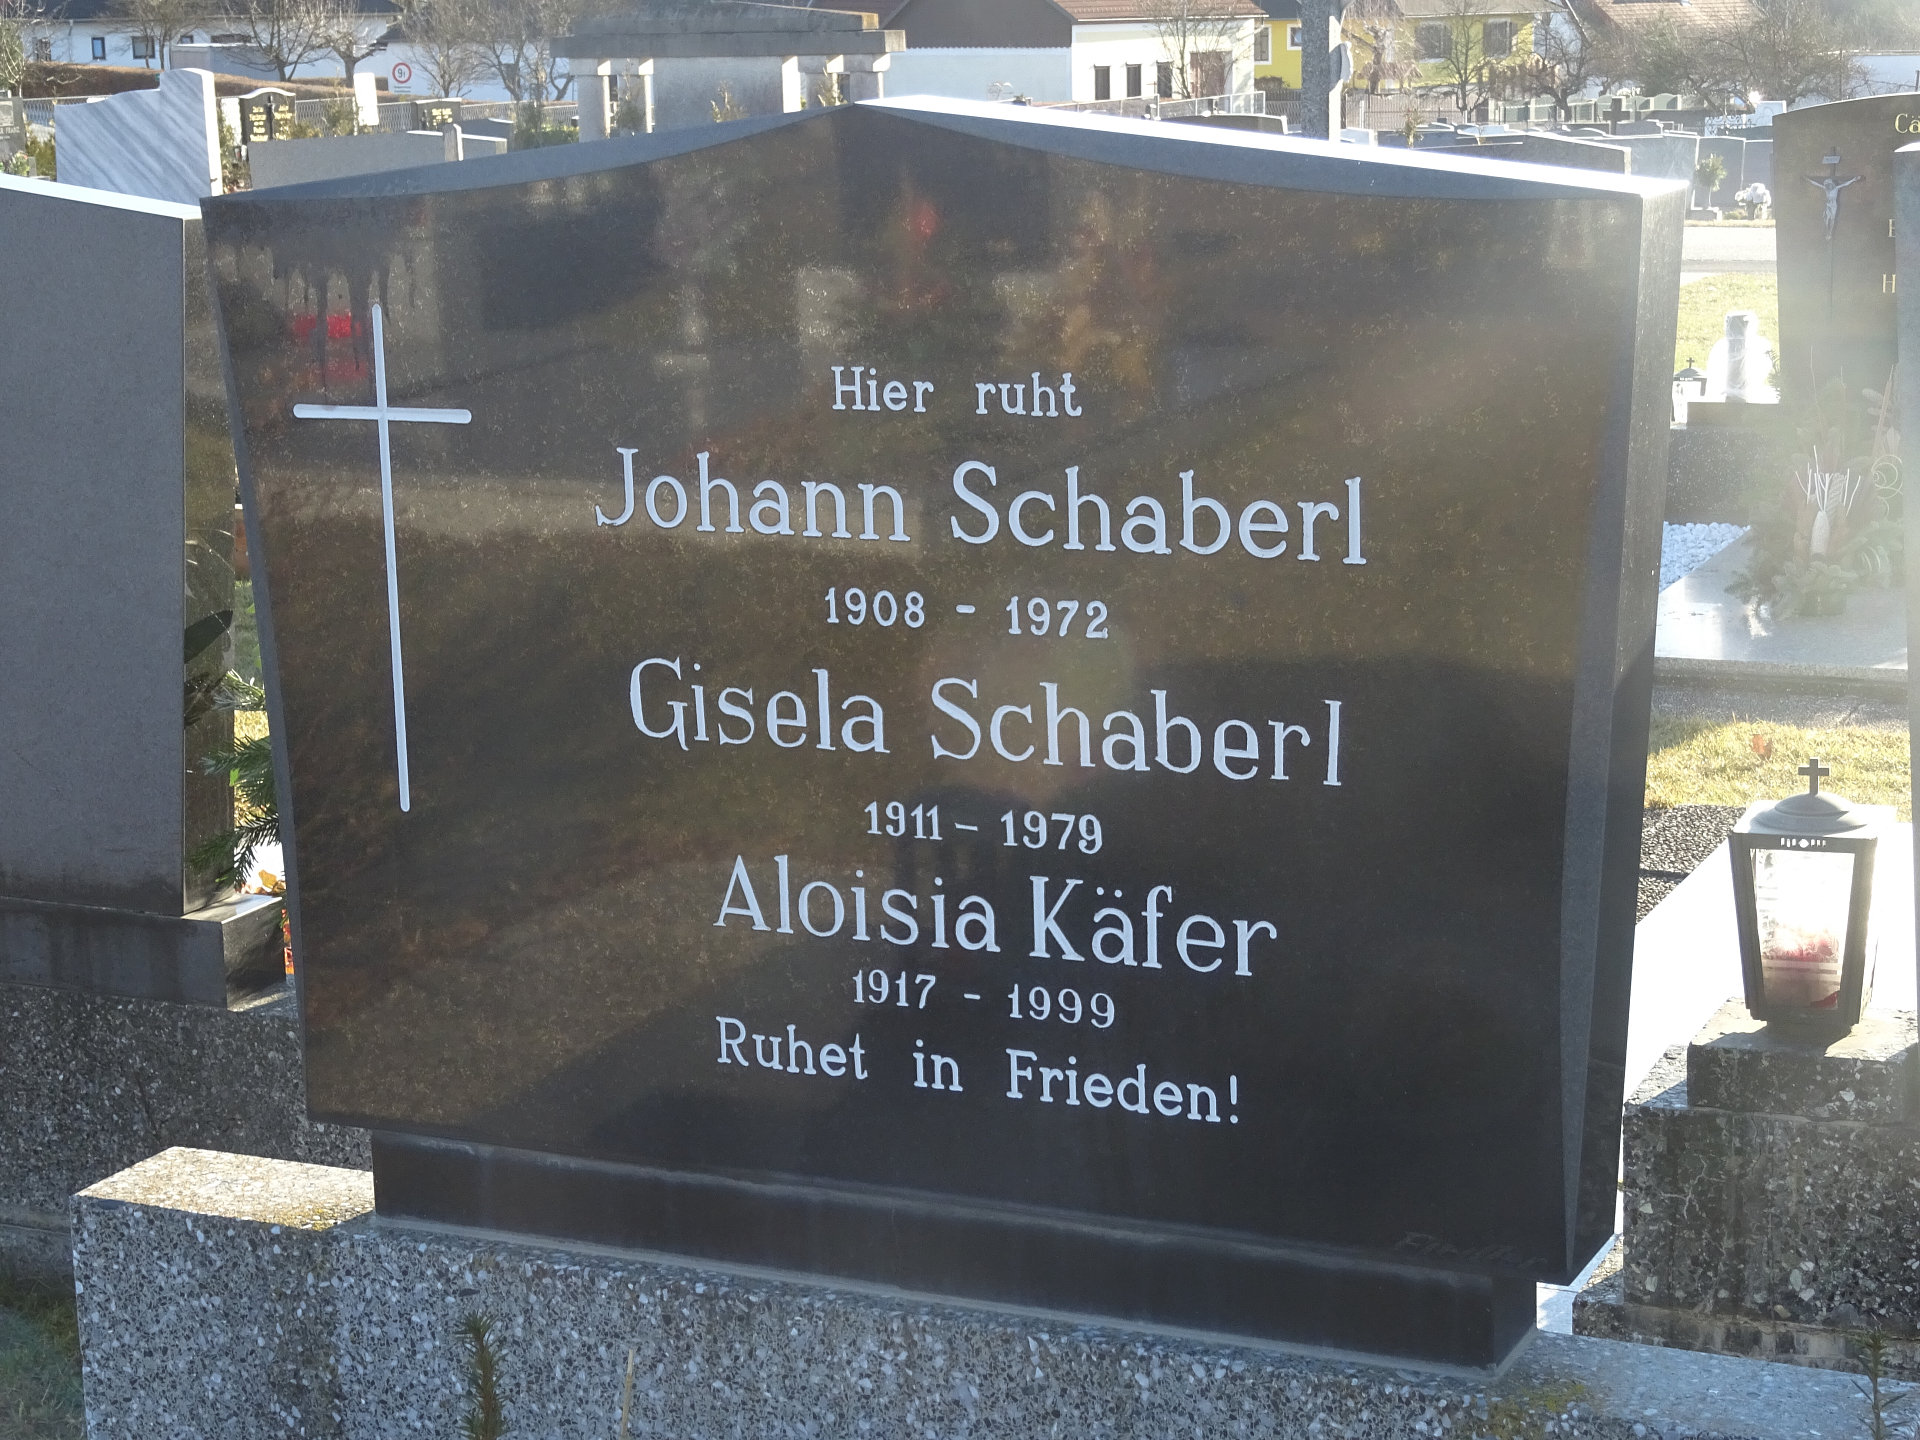 Hier ruht
Johann Schaberl
1908 - 1972
Gisela Schaberl
1911 - 1979
Aloisia Käfer
1917 - 1999
Ruhet in Frieden!